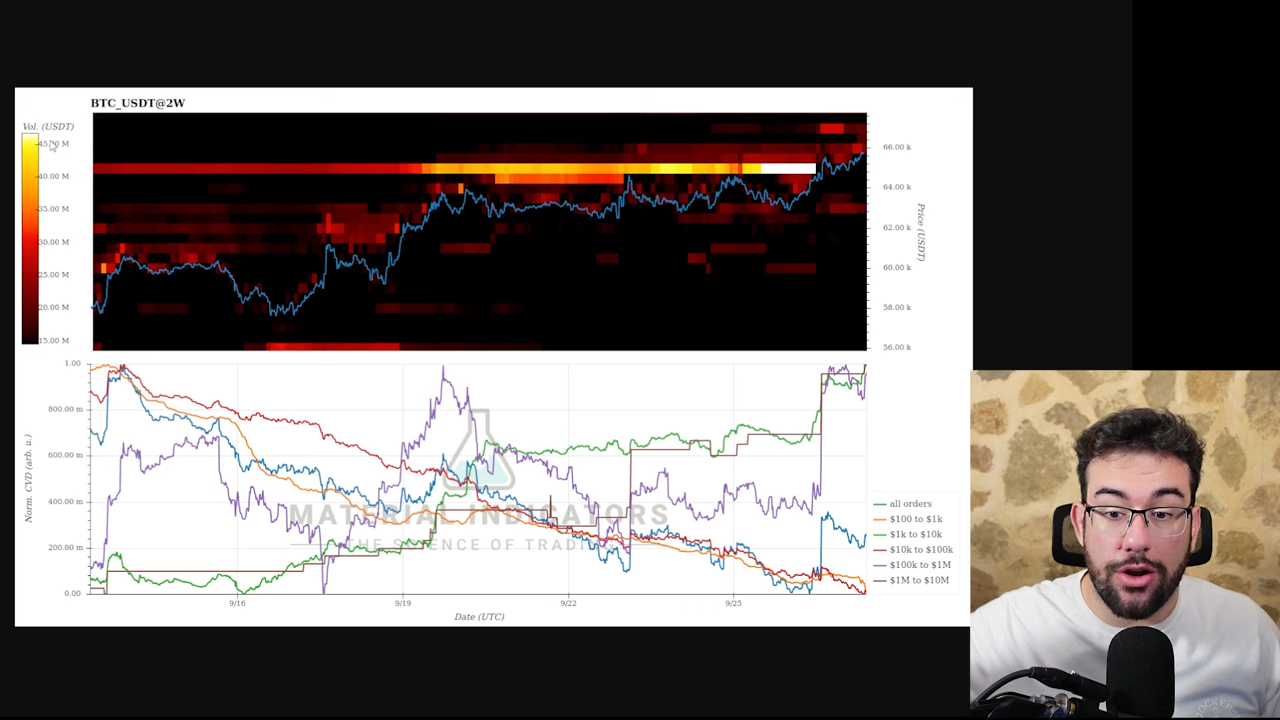 BTC_USDT@2W
Vol. (USDT)
40.00 M
35.00 M
30.00 M
25.00 M
20.00 M
15.00 M
66.00 k
64.00 k
62.00 k
60.00 k
58.00 k
56.00 k
Price (USDT)
1.00
800.00 m
600.00 m
400.00 m
200.00 m
0.00
Norm. CVD (arb. u.)
MATERIAL INDICATORS
THE SCIENCE OF TRADING
9/16
9/19
9/22
9/25
Date (UTC)
all orders
$100 to $1k
$1k to $10k
$10k to $100k
$100k to $1M
$1M to $10M